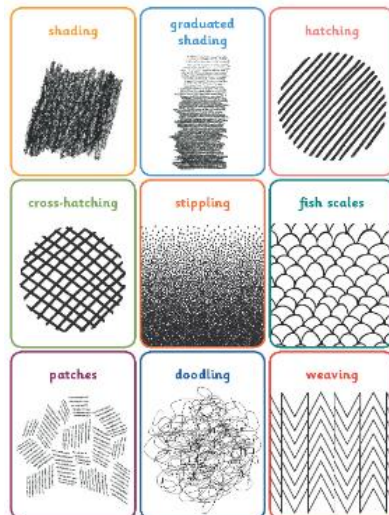 shading
graduated
shading
hatching
cross-hatching
stippling
fish scales
patches
doodling
weaving